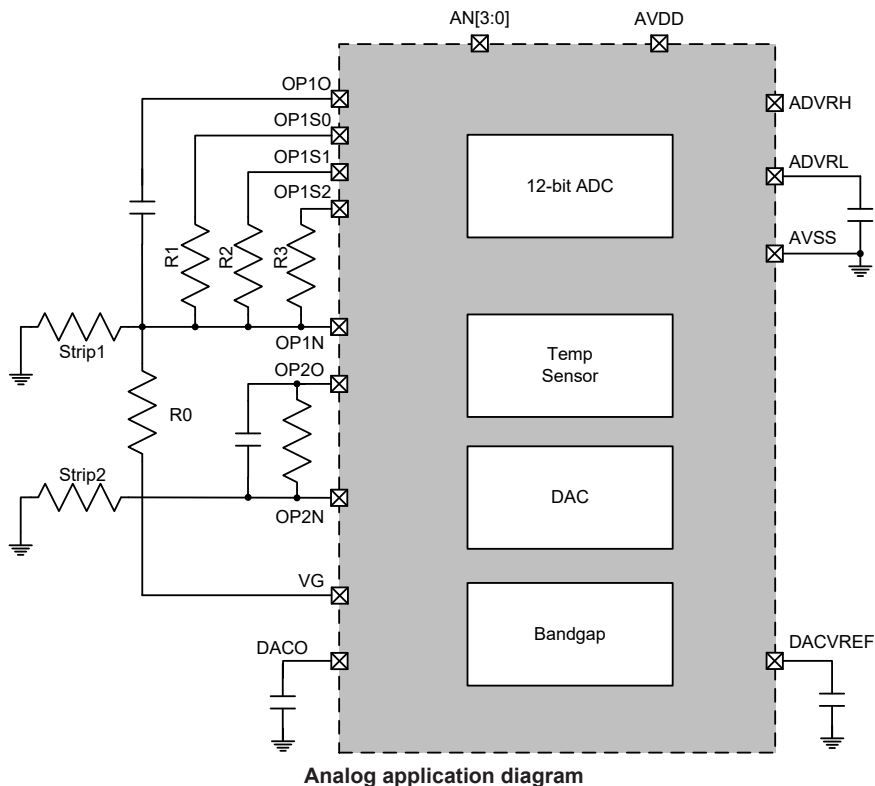 AN[3:0]
AVDD
OP1O
ADVRH
OP1S0
OP1S1
ADVRL
12-bit ADC
OP1S2
R1
R2
R3
AVSS
OP1N
Strip1
Temp
Sensor
OP2O
R0
Strip2
DAC
OP2N
VG
Bandgap
DACO
DACVREF
Analog application diagram